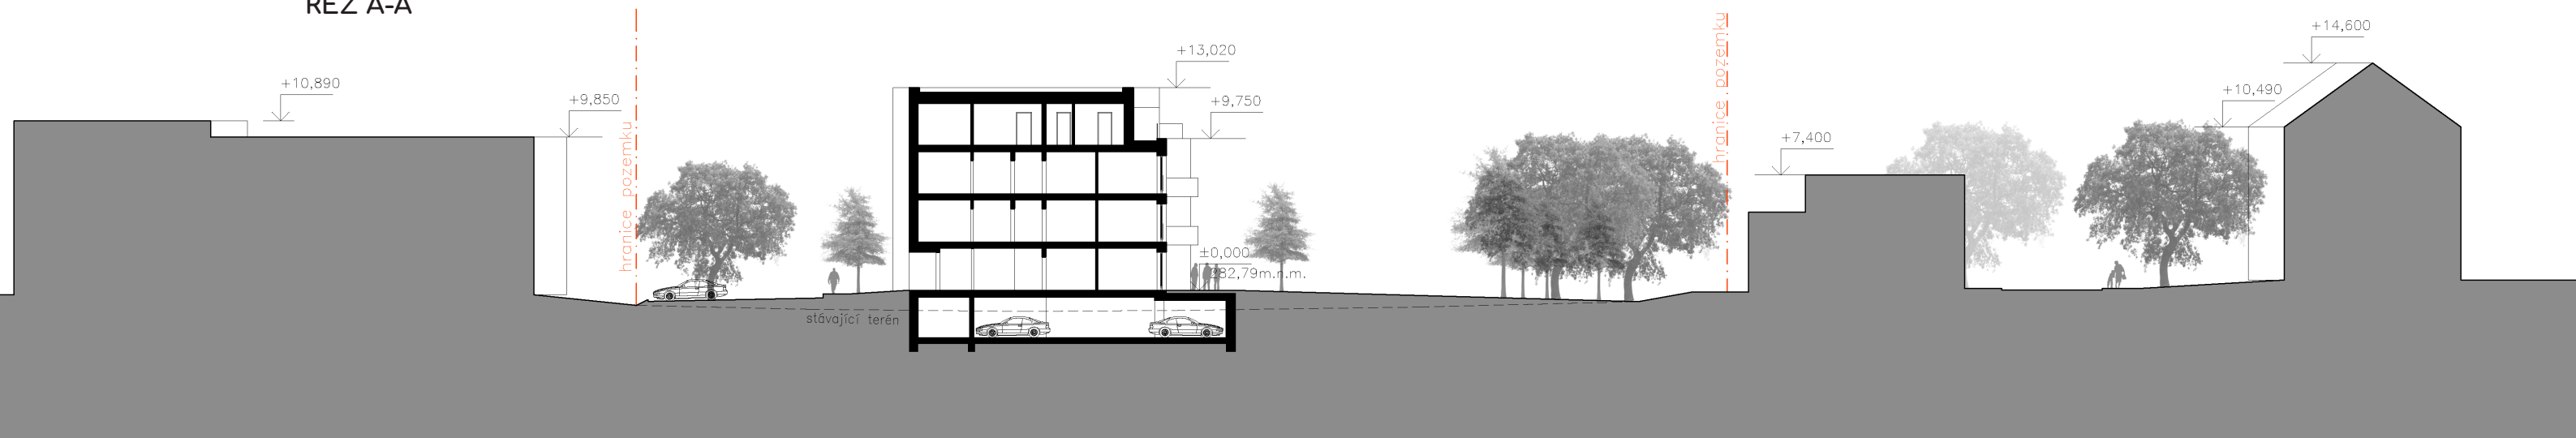 ŘEZ A-A
+10,890
+9,850
hranice pozemku
+13,020
+9,750
±0,000
282,79m.n.m.
stávající terén
hranice pozemku
+7,400
+14,600
+10,490